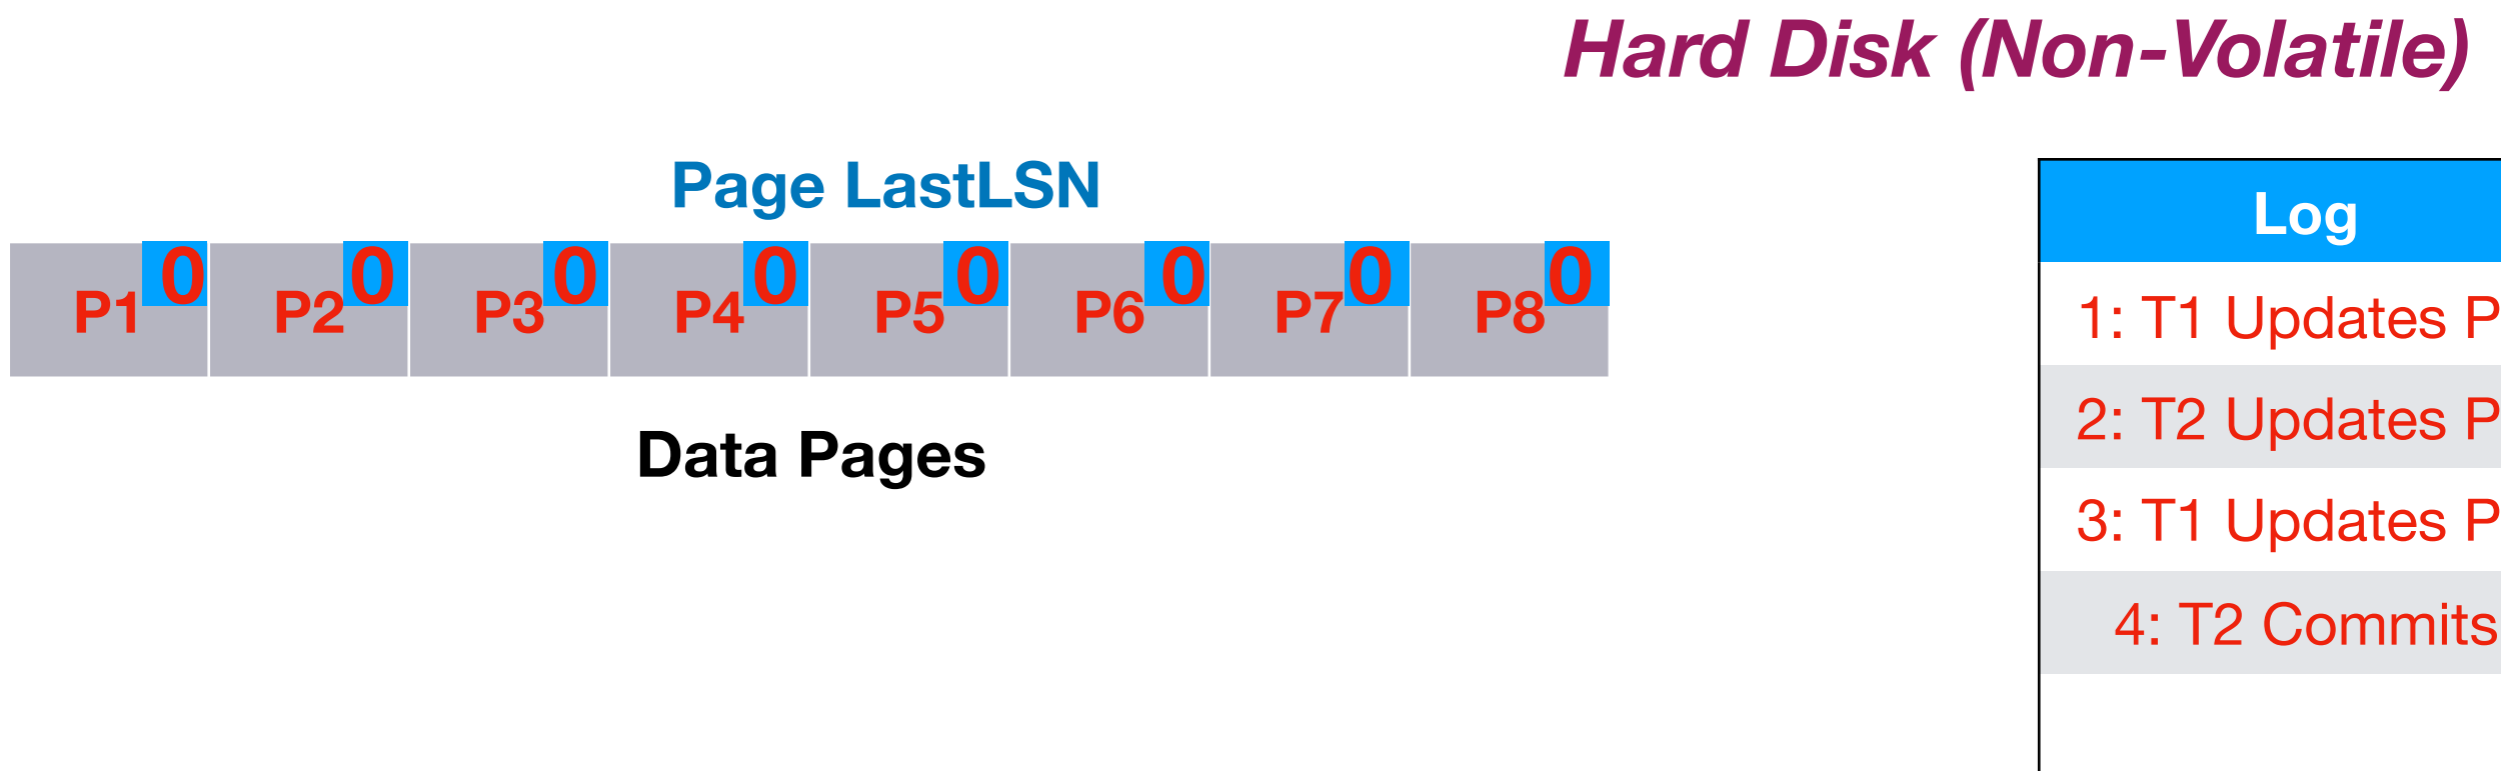 Hard Disk (Non-Volatile)
Page LastLSN
P1 0 P2 0 P3 0 P4 0 P5 0 P6 0 P7 0 P8 0
Data Pages
Log
1: T1 Updates P
2: T2 Updates P
3: T1 Updates P
4: T2 Commits